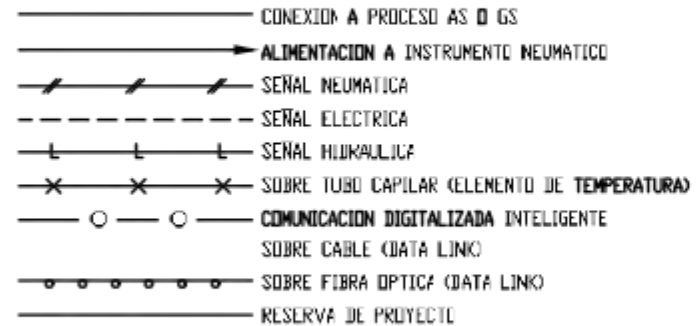 CONEXION A PROCESO AS O GS
ALIMENTACION A INSTRUMENTO NEUMATICO
SEÑAL NEUMATICA
SEÑAL ELECTRICA
SEÑAL HIDRAULICA
SOBRE TUBO CAPILAR (ELEMENTO DE TEMPERATURA)
COMUNICACION DIGITALIZADA INTELIGENTE
SOBRE CABLE (DATA LINK)
SOBRE FIBRA OPTICA (DATA LINK)
RESERVA DE PROYECTO